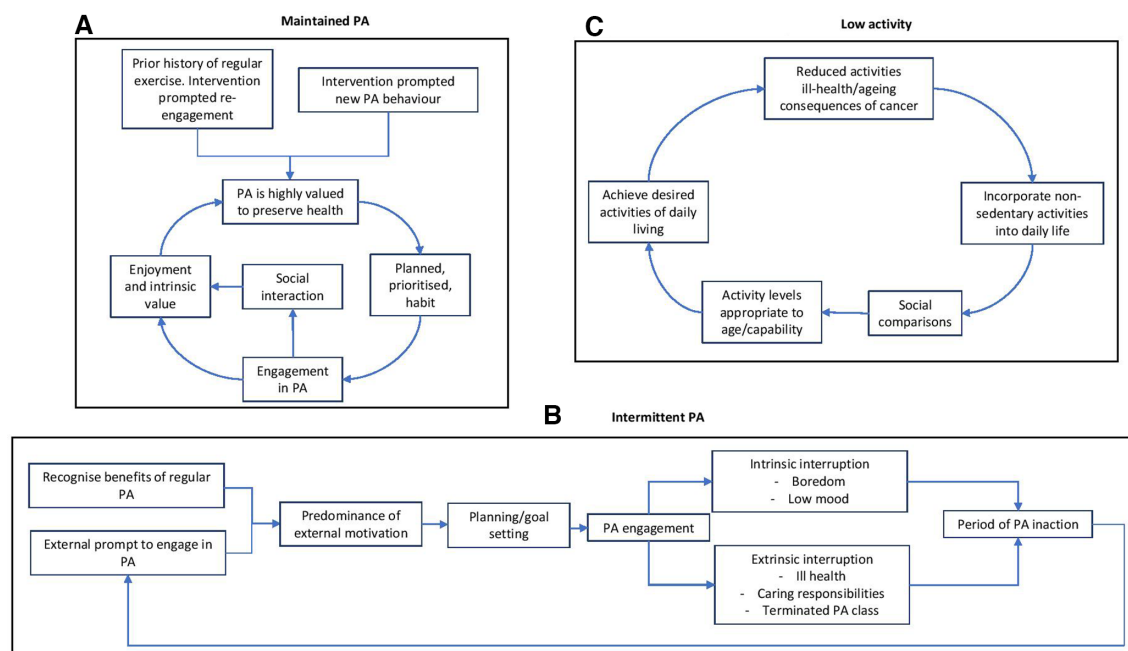 A
Maintained PA
Prior history of regular
exercise. Intervention
prompted re-
engagement
Intervention prompted
new PA behaviour
PA is highly valued
to preserve health
Enjoyment
and intrinsic
value
Social
interaction
Planned,
prioritised,
habit
Engagement
in PA
C
Low activity
Reduced activities
ill-health/ageing
consequences of cancer
Achieve desired
activities of daily
living
Incorporate non-
sedentary activities
into daily life
Activity levels
appropriate to
age/capability
Social
comparisons
B
Intermittent PA
Recognise benefits of regular
PA
External prompt to engage in
PA
Predominance of
external motivation
Planning/goal
setting
PA engagement
Intrinsic interruption
- Boredom
- Low mood
Extrinsic interruption
- Ill health
- Caring responsibilities
- Terminated PA class
Period of PA inaction